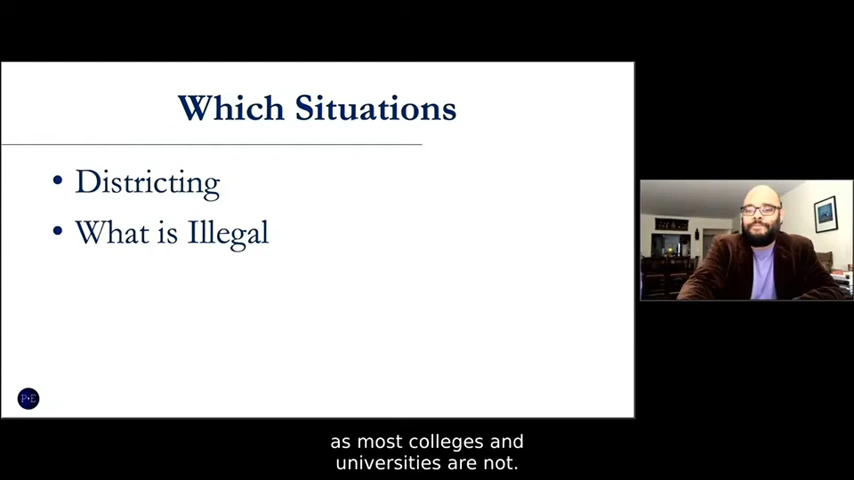 Which Situations
• Districting
• What is Illegal
P•E
as most colleges and
universities are not.